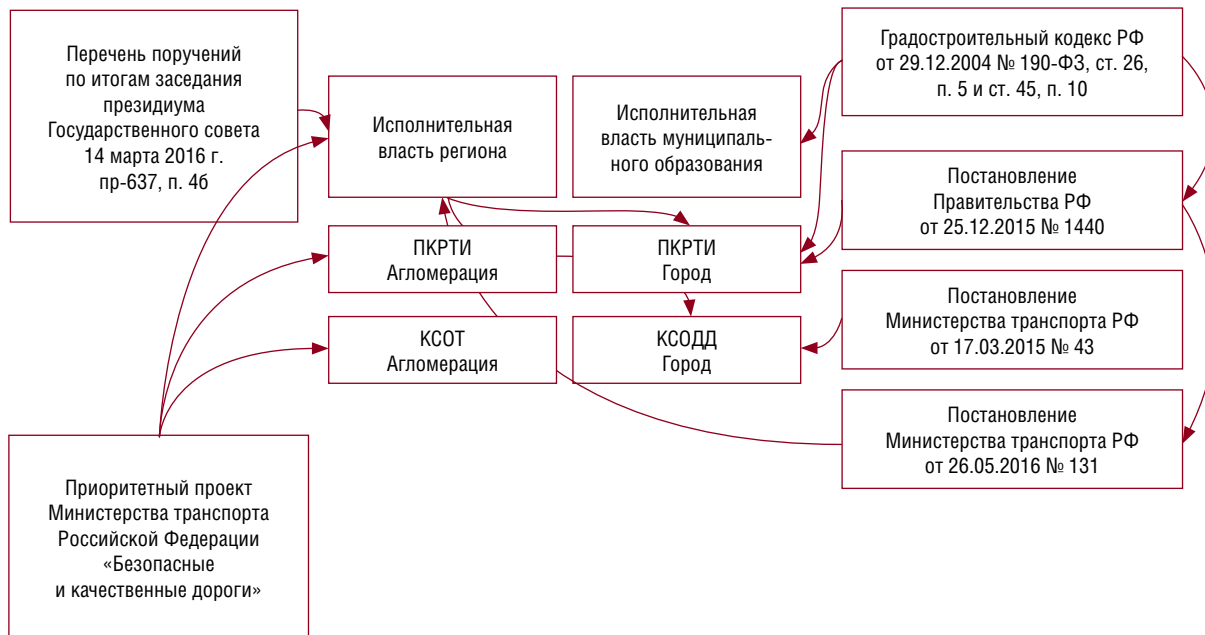 Перечень поручений
по итогам заседания
президиума
Государственного совета
14 марта 2016 г.
пр-637, п. 4б
Исполнительная
власть региона
Исполнительная
власть муниципаль-
ного образования
Градостроительный кодекс РФ
от 29.12.2004 № 190-ФЗ, ст. 26,
п. 5 и ст. 45, п. 10
Постановление
Правительства РФ
от 25.12.2015 № 1440
ПКРТИ
Агломерация
ПКРТИ
Город
Постановление
Министерства транспорта РФ
от 17.03.2015 № 43
КСОТ
Агломерация
КСОДД
Город
Постановление
Министерства транспорта РФ
от 26.05.2016 № 131
Приоритетный проект
Министерства транспорта
Российской Федерации
«Безопасные
и качественные дороги»